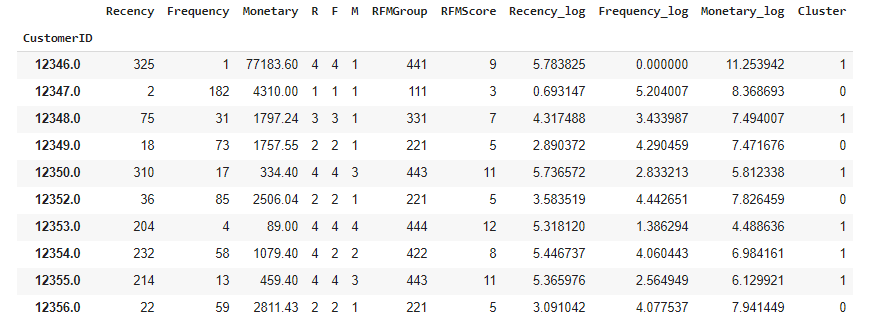 Recency Frequency Monetary R F M RFMGroup RFMScore Recency_log Frequency_log Monetary_log Cluster
CustomerID
12346.0 325 1 77183.60 4 4 1 441 9 5.783825 0.000000 11.253942 1
12347.0 2 182 4310.00 1 1 1 111 3 0.693147 5.204007 8.368693 0
12348.0 75 31 1797.24 3 3 1 331 7 4.317488 3.433987 7.494007 1
12349.0 18 73 1757.55 2 2 1 221 5 2.890372 4.290459 7.471676 0
12350.0 310 17 334.40 4 4 3 443 11 5.736572 2.833213 5.812338 1
12352.0 36 85 2506.04 2 2 1 221 5 3.583519 4.442651 7.826459 0
12353.0 204 4 89.00 4 4 4 444 12 5.318120 1.386294 4.488636 1
12354.0 232 58 1079.40 4 2 2 422 8 5.446737 4.060443 6.984161 1
12355.0 214 13 459.40 4 4 3 443 11 5.365976 2.564949 6.129921 1
12356.0 22 59 2811.43 2 2 1 221 5 3.091042 4.077537 7.941449 0